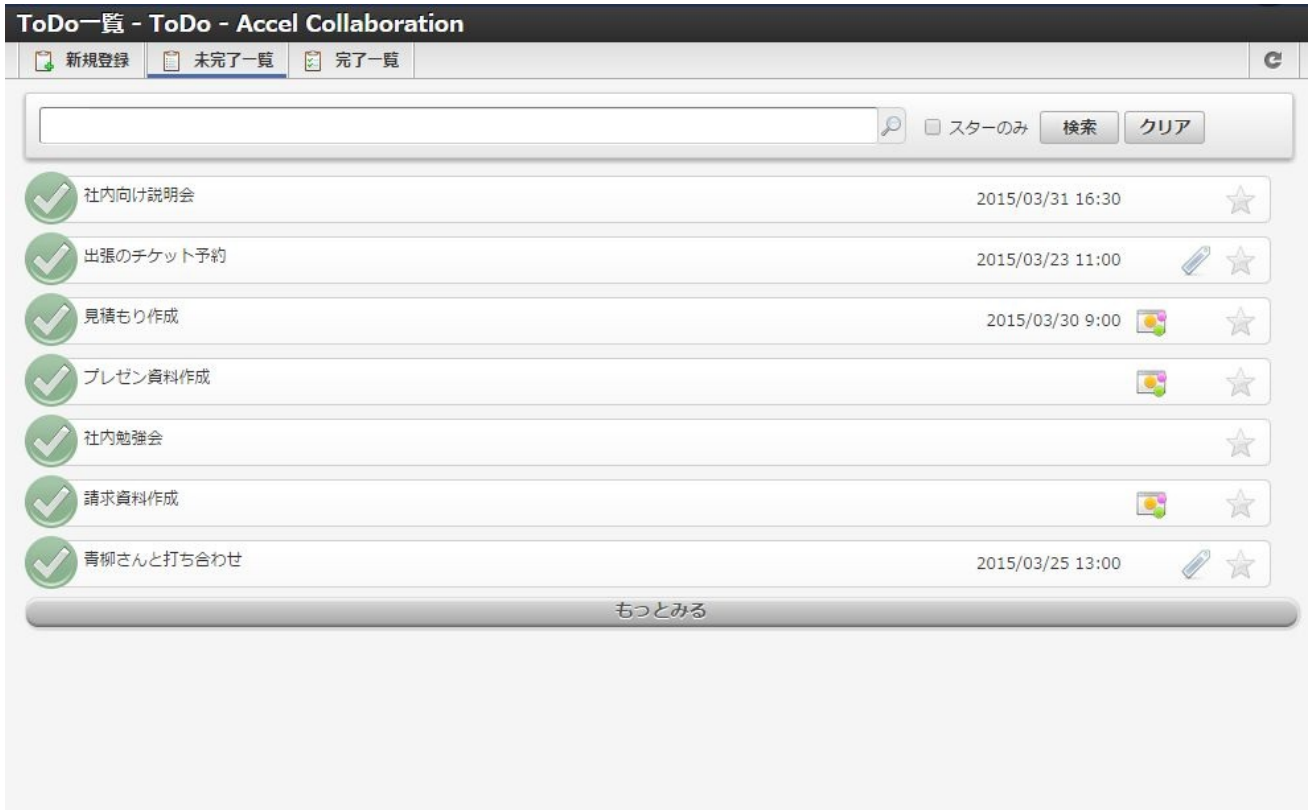 ToDo一覧 - ToDo - Accel Collaboration
新規登録 未完了一覧 完了一覧
スターのみ 検索 クリア
社内向け説明会 2015/03/31 16:30
出張のチケット予約 2015/03/23 11:00
見積もり作成 2015/03/30 9:00
プレゼン資料作成
社内勉強会
請求資料作成
青柳さんと打ち合わせ 2015/03/25 13:00
もっとみる